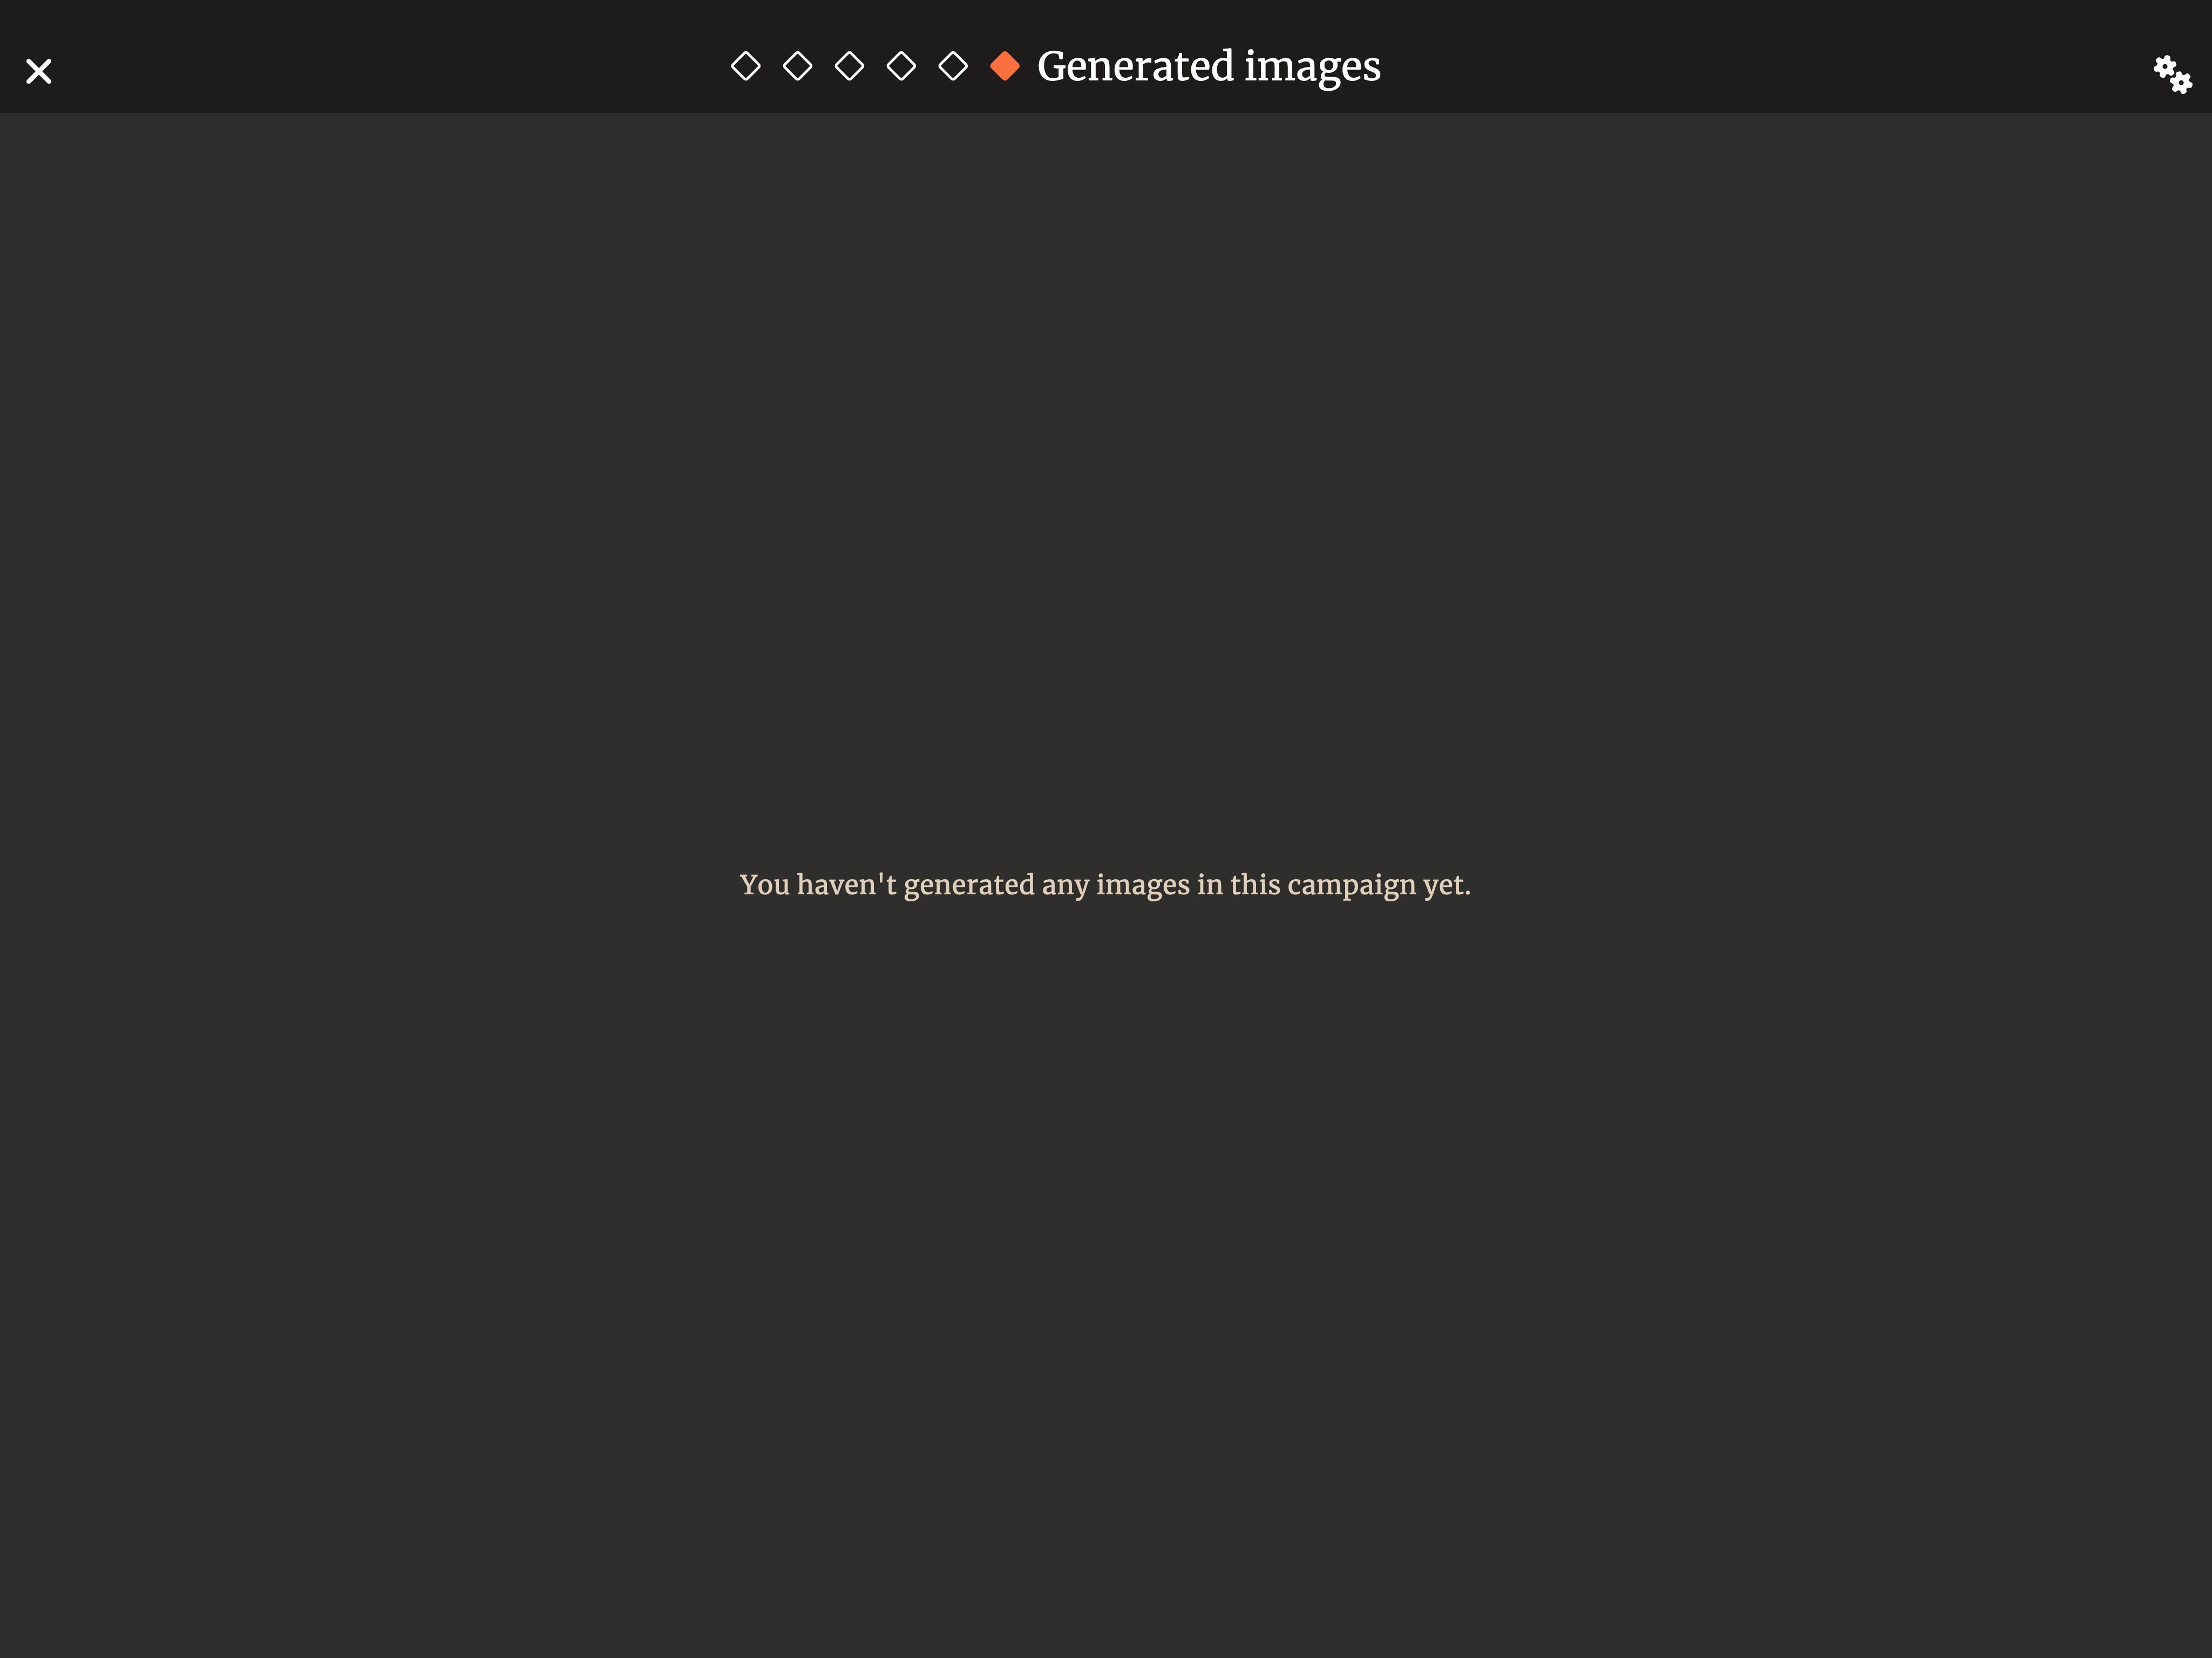 Generated images
You haven't generated any images in this campaign yet.